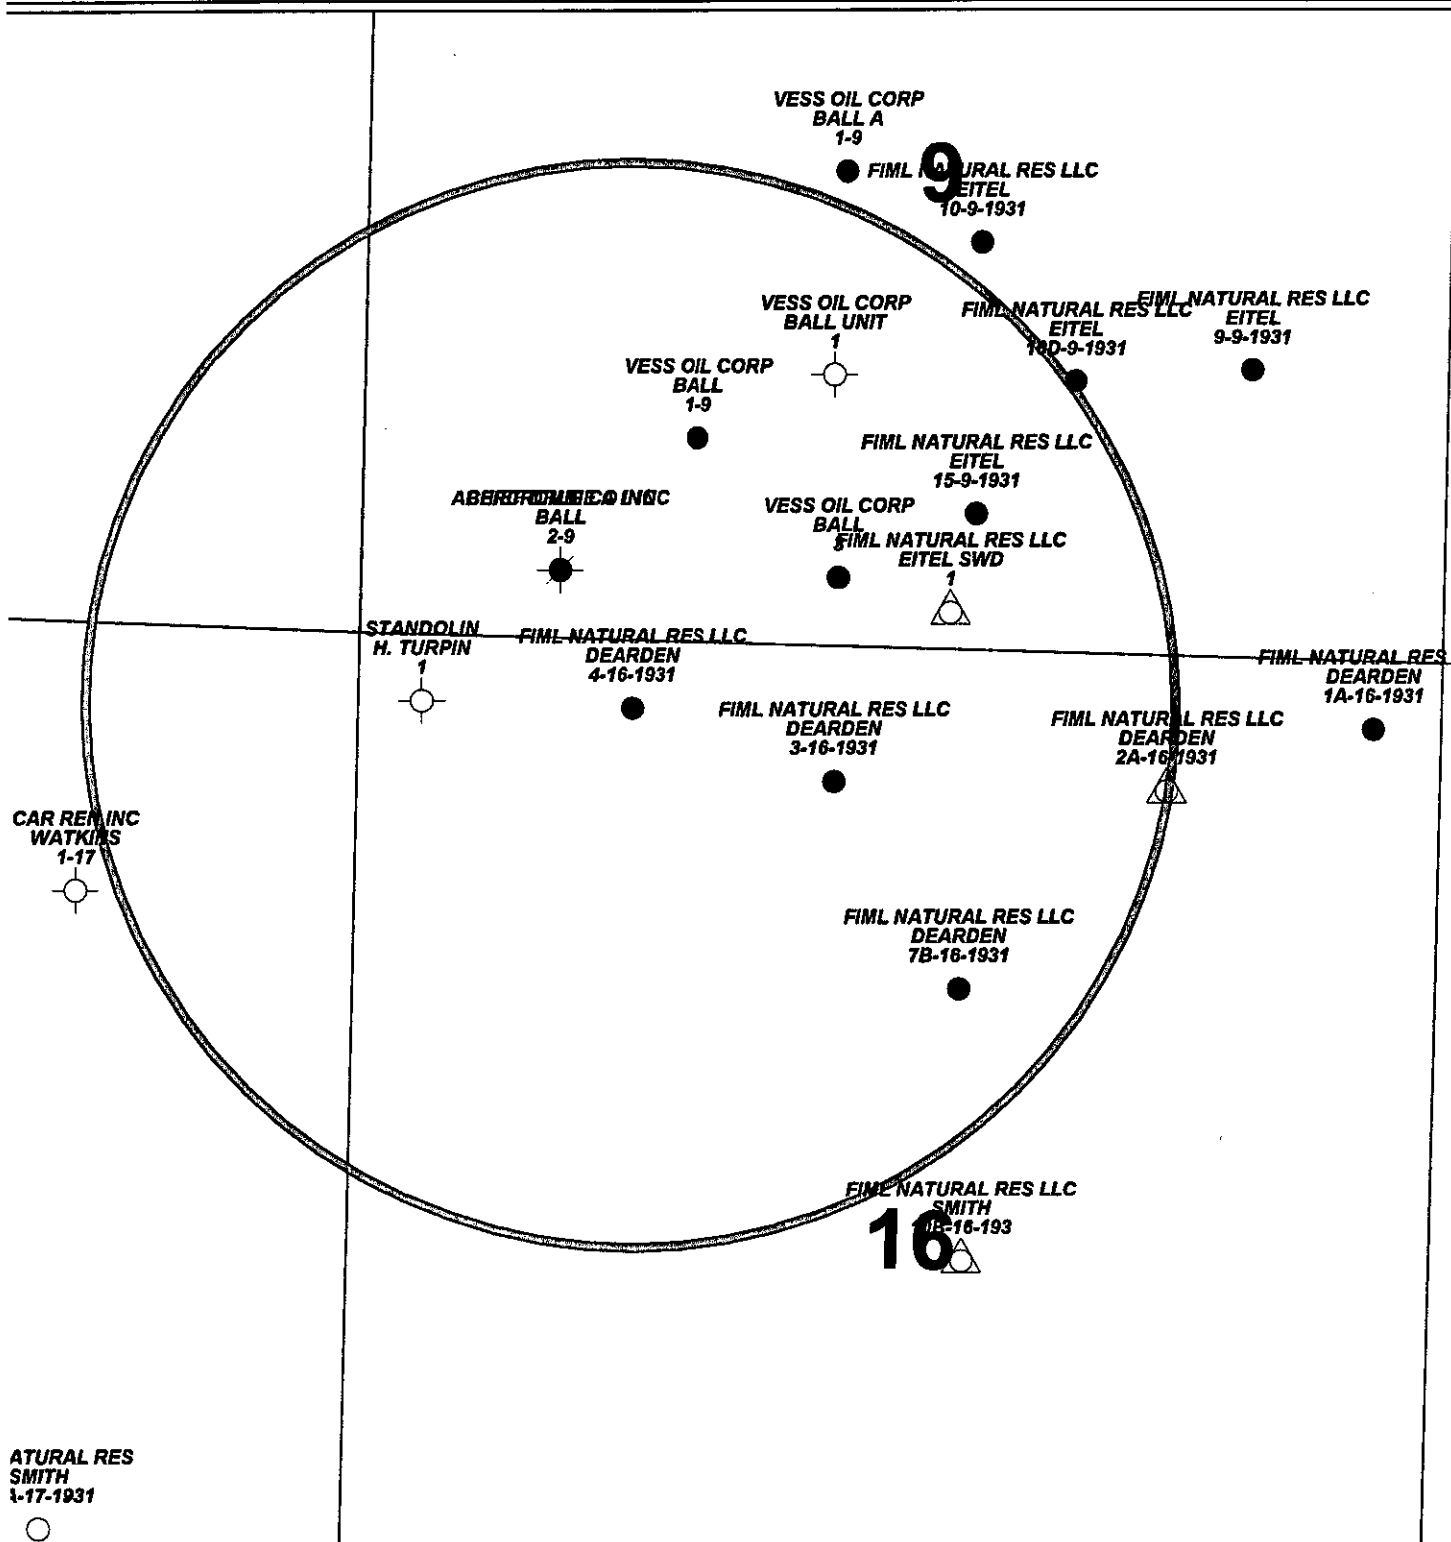 VESS OIL CORP
BALL A
1-9
9
FIML NATURAL RES LLC
EITEL
10-9-1931
VESS OIL CORP
BALL UNIT
1
FIML NATURAL RES LLC
EITEL
16D-9-1931
FIML NATURAL RES LLC
EITEL
9-9-1931
VESS OIL CORP
BALL
1-9
FIML NATURAL RES LLC
EITEL
15-9-1931
BALL
2-9
VESS OIL CORP
BALL
FIML NATURAL RES LLC
EITEL SWD
1
STANDOLIN
H. TURPIN
1
FIML NATURAL RES LLC
DEARDEN
4-16-1931
FIML NATURAL RES
DEARDEN
1A-16-1931
FIML NATURAL RES LLC
DEARDEN
3-16-1931
FIML NATURAL RES LLC
DEARDEN
2A-16-1931
CAR REN INC
WATKINS
1-17
FIML NATURAL RES LLC
DEARDEN
7B-16-1931
FIML NATURAL RES LLC
SMITH
16
ATURAL RES
SMITH
-17-1931